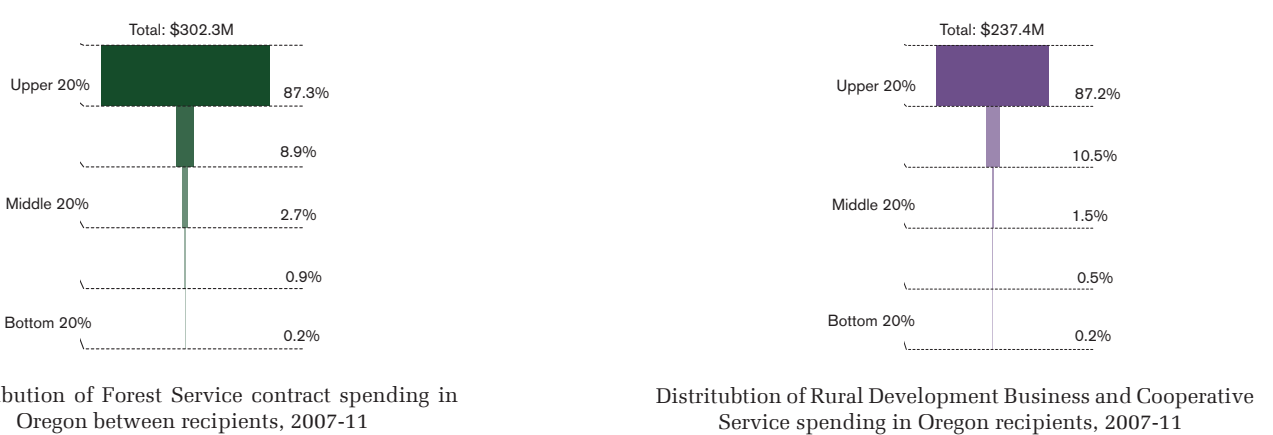 Total: $302.3M
Upper 20%
87.3%
8.9%
Middle 20%
2.7%
0.9%
Bottom 20%
0.2%
bution of Forest Service contract spending in
Oregon between recipients, 2007-11
Total: $237.4M
Upper 20%
87.2%
10.5%
Middle 20%
1.5%
0.5%
Bottom 20%
0.2%
Distritubtion of Rural Development Business and Cooperative
Service spending in Oregon recipients, 2007-11